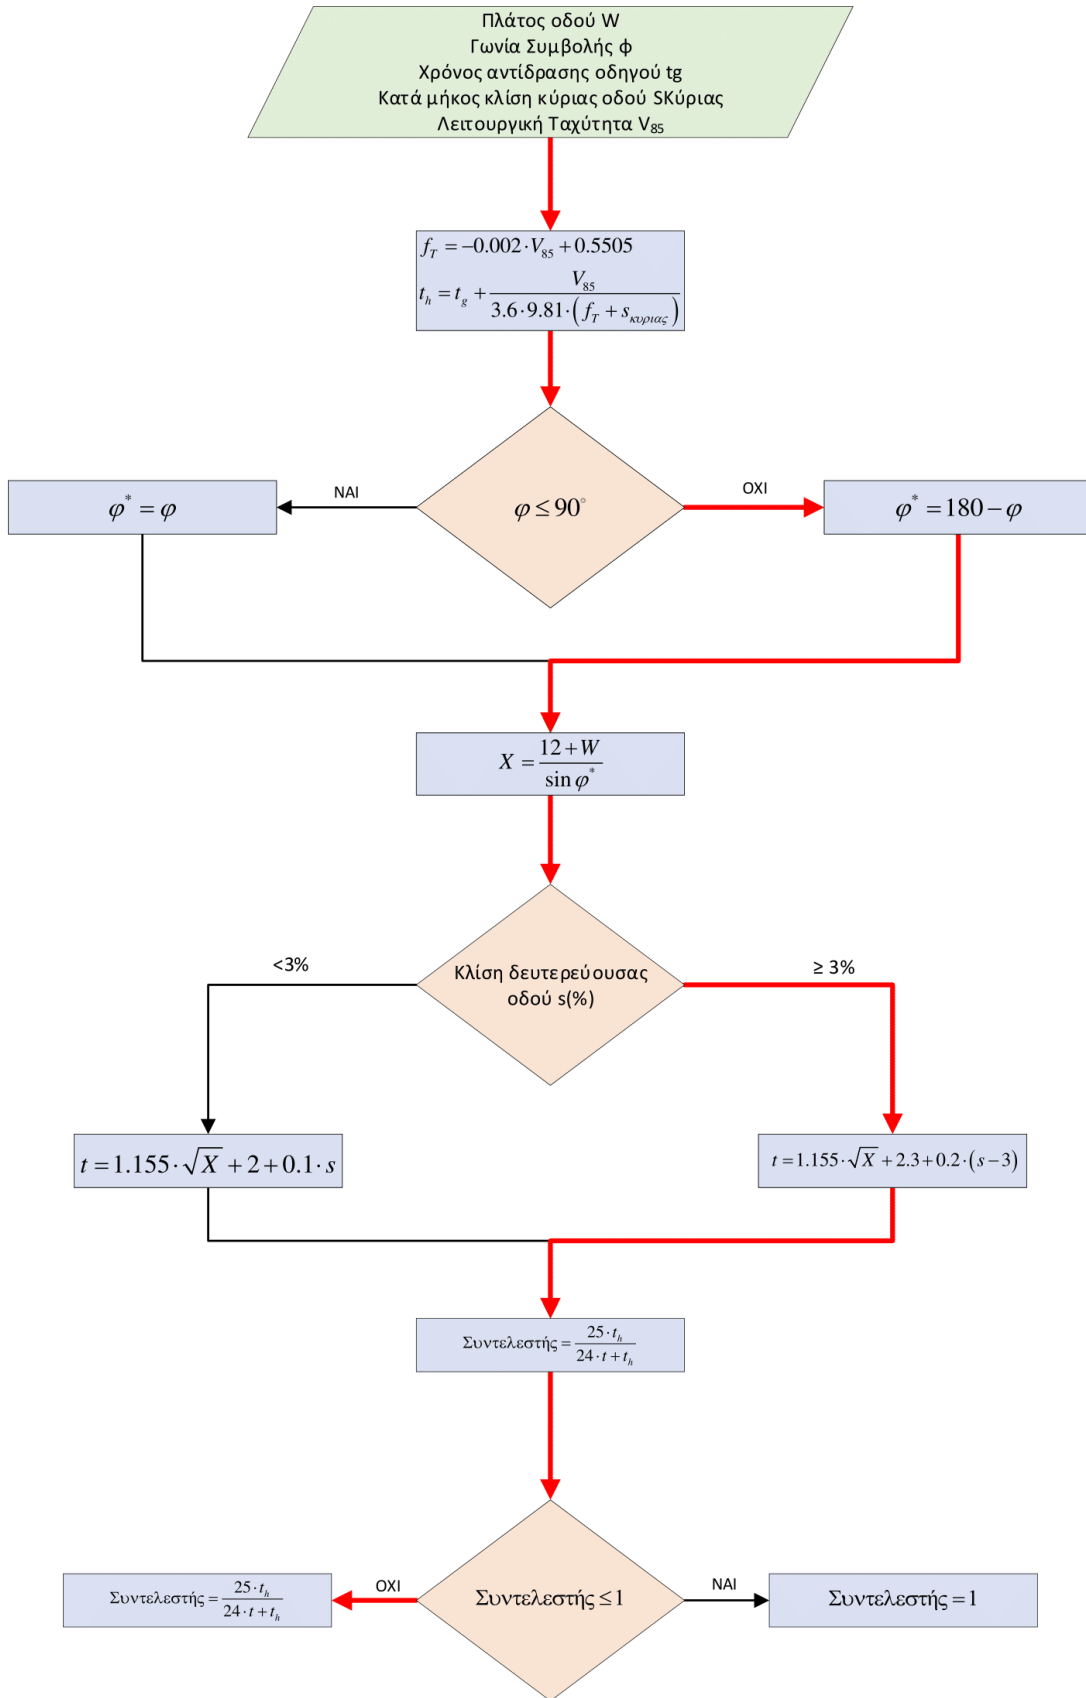 Πλάτος οδού W
Γωνία Συμβολής φ
Χρόνος αντίδρασης οδηγού tg
Κατά μήκος κλίση κύριας οδού SΚύριας
Λειτουργική Ταχύτητα V₈₅
f_T = −0.002·V₈₅ + 0.5505
t_h = t_g + V₈₅ / (3.6·9.81·(f_T + s_κυριας))
φ ≤ 90°
ΝΑΙ
ΟΧΙ
φ* = φ
φ* = 180 − φ
X = (12 + W) / sin φ*
Κλίση δευτερεύουσας
οδού s(%)
<3%
≥ 3%
t = 1.155·√X + 2 + 0.1·s
t = 1.155·√X + 2.3 + 0.2·(s − 3)
Συντελεστής = 25·t_h / (24·t + t_h)
Συντελεστής ≤ 1
ΟΧΙ
ΝΑΙ
Συντελεστής = 25·t_h / (24·t + t_h)
Συντελεστής = 1